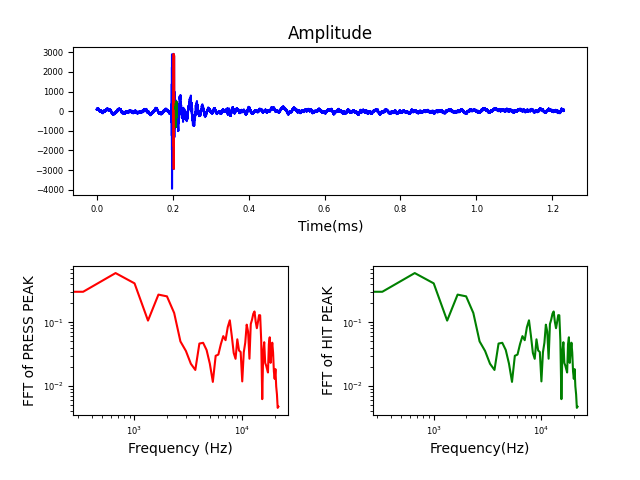 Amplitude
3000
2000
1000
0
−1000
−2000
−3000
−4000
0.0 0.2 0.4 0.6 0.8 1.0 1.2
Time(ms)
FFT of PRESS PEAK
10⁻¹
10⁻²
10³ 10⁴
Frequency (Hz)
FFT of HIT PEAK
10⁻¹
10⁻²
10³ 10⁴
Frequency(Hz)